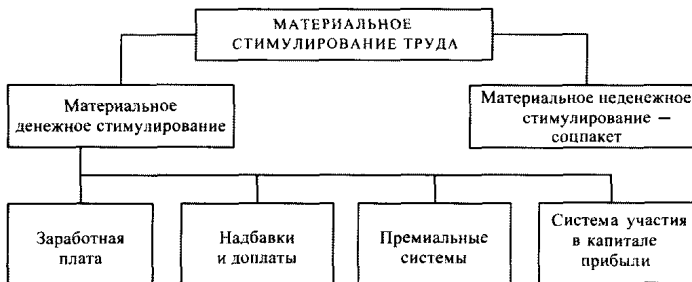 МАТЕРИАЛЬНОЕ
СТИМУЛИРОВАНИЕ ТРУДА
Материальное
денежное стимулирование
Материальное неденежное
стимулирование —
соцпакет
Заработная
плата
Надбавки
и доплаты
Премиальные
системы
Система участия
в капитале
прибыли